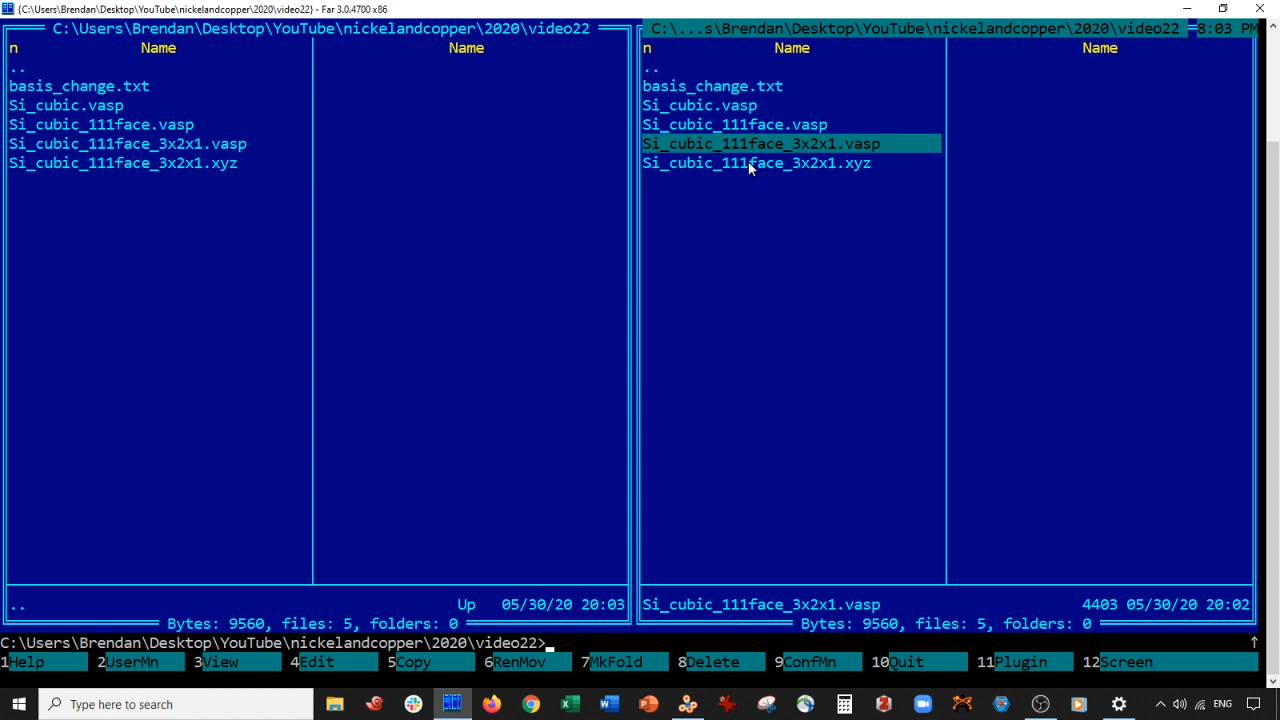 {C:\Users\Brendan\Desktop\YouTube\nickelandcopper\2020\video22} - Far 3.0.4700 x86
C:\Users\Brendan\Desktop\YouTube\nickelandcopper\2020\video22
n Name Name
..
basis_change.txt
Si_cubic.vasp
Si_cubic_111face.vasp
Si_cubic_111face_3x2x1.vasp
Si_cubic_111face_3x2x1.xyz
.. Up 05/30/20 20:03
Bytes: 9560, files: 5, folders: 0
C:\...s\Brendan\Desktop\YouTube\nickelandcopper\2020\video22 8:03 PM
n Name Name
..
basis_change.txt
Si_cubic.vasp
Si_cubic_111face.vasp
Si_cubic_111face_3x2x1.vasp
Si_cubic_111face_3x2x1.xyz
Si_cubic_111face_3x2x1.vasp 4403 05/30/20 20:02
Bytes: 9560, files: 5, folders: 0
C:\Users\Brendan\Desktop\YouTube\nickelandcopper\2020\video22>
1Help 2UserMn 3View 4Edit 5Copy 6RenMov 7MkFold 8Delete 9ConfMn 10Quit 11Plugin 12Screen
Type here to search
ENG